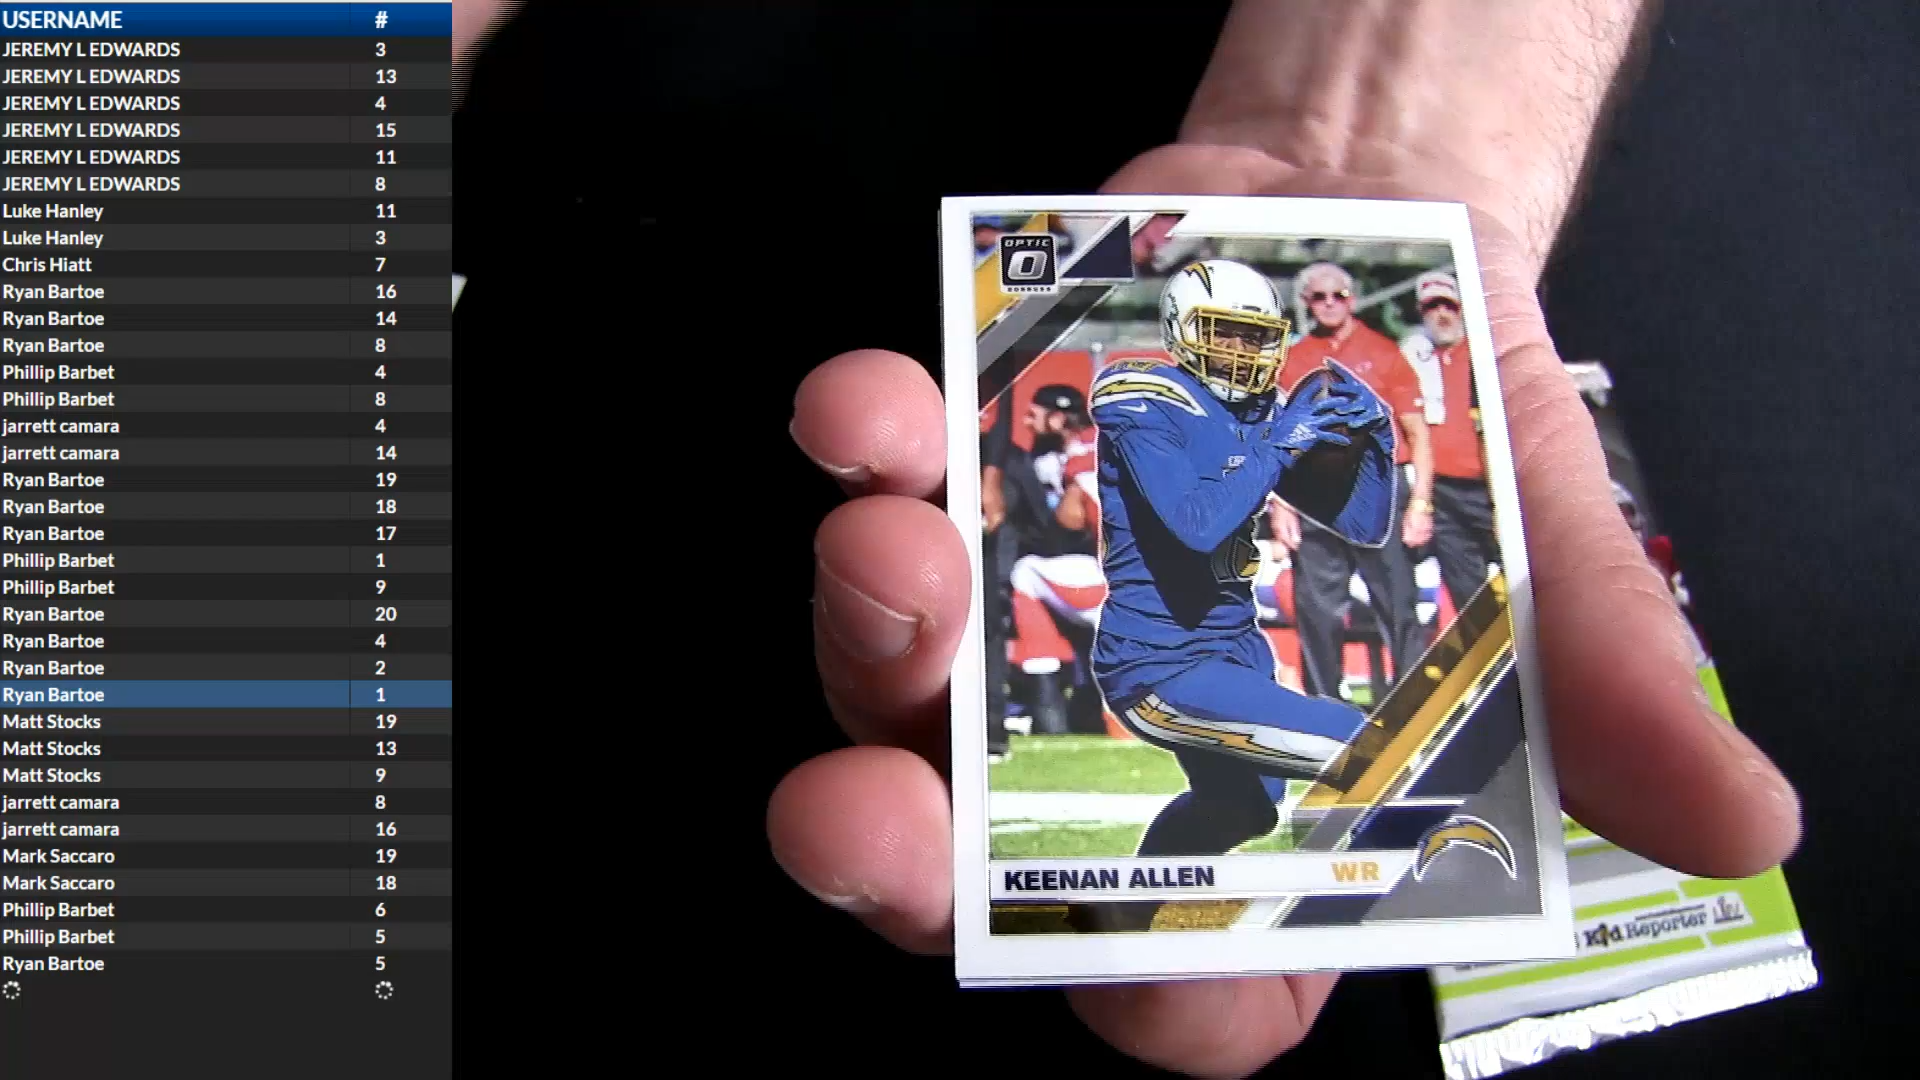 USERNAME #
JEREMY L EDWARDS 3
JEREMY L EDWARDS 13
JEREMY L EDWARDS 4
JEREMY L EDWARDS 15
JEREMY L EDWARDS 11
JEREMY L EDWARDS 8
Luke Hanley 11
Luke Hanley 3
Chris Hiatt 7
Ryan Bartoe 16
Ryan Bartoe 14
Ryan Bartoe 8
Phillip Barbet 4
Phillip Barbet 8
jarrett camara 4
jarrett camara 14
Ryan Bartoe 19
Ryan Bartoe 18
Ryan Bartoe 17
Phillip Barbet 1
Phillip Barbet 9
Ryan Bartoe 20
Ryan Bartoe 4
Ryan Bartoe 2
Ryan Bartoe 1
Matt Stocks 19
Matt Stocks 13
Matt Stocks 9
jarrett camara 8
jarrett camara 16
Mark Saccaro 19
Mark Saccaro 18
Phillip Barbet 6
Phillip Barbet 5
Ryan Bartoe 5
OPTIC
O
DONRUSS
KEENAN ALLEN WR
Kid Reporter LIV